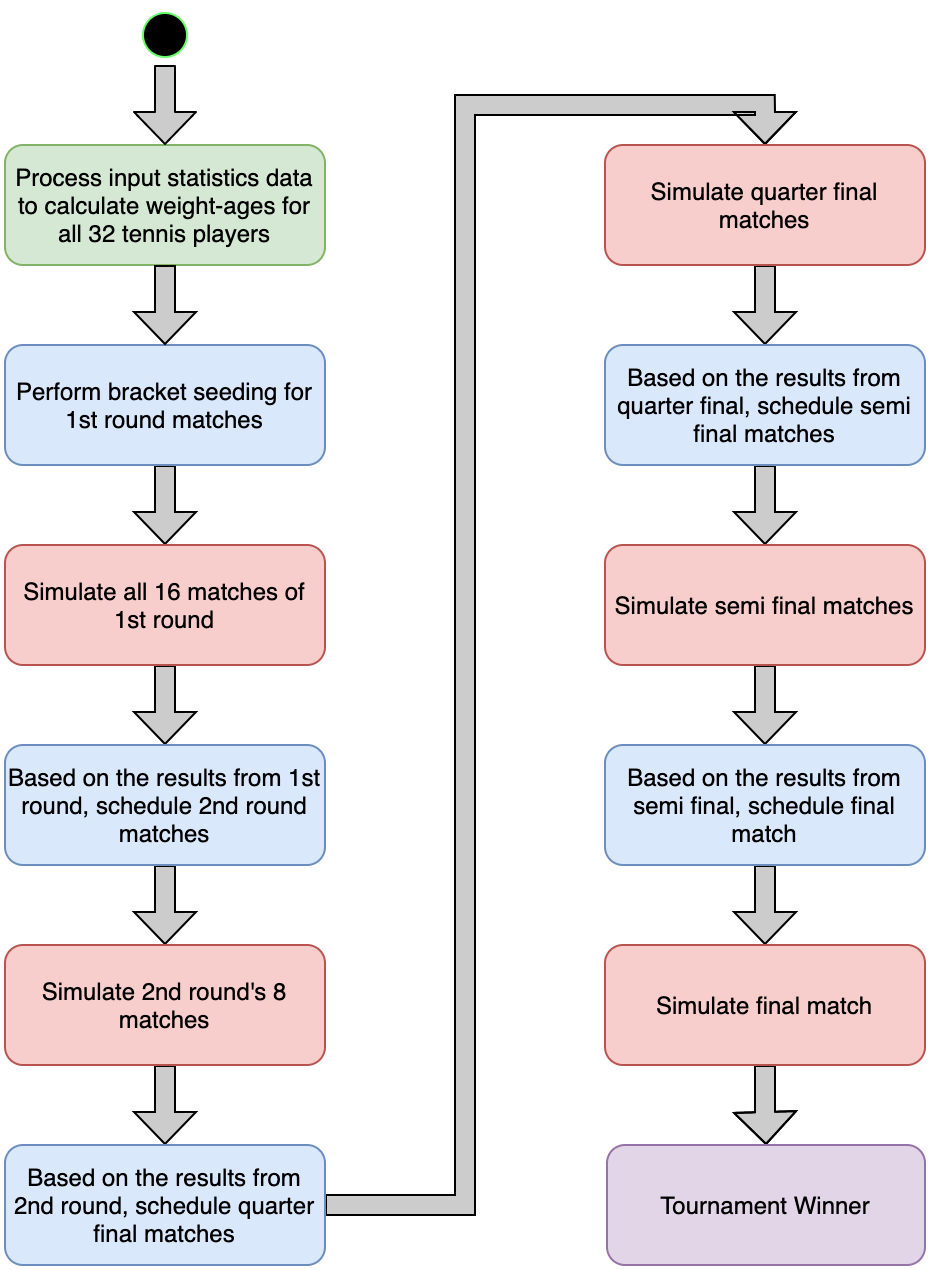 Process input statistics data
to calculate weight-ages for
all 32 tennis players
Perform bracket seeding for
1st round matches
Simulate all 16 matches of
1st round
Based on the results from 1st
round, schedule 2nd round
matches
Simulate 2nd round's 8
matches
Based on the results from
2nd round, schedule quarter
final matches
Simulate quarter final
matches
Based on the results from
quarter final, schedule semi
final matches
Simulate semi final matches
Based on the results from
semi final, schedule final
match
Simulate final match
Tournament Winner